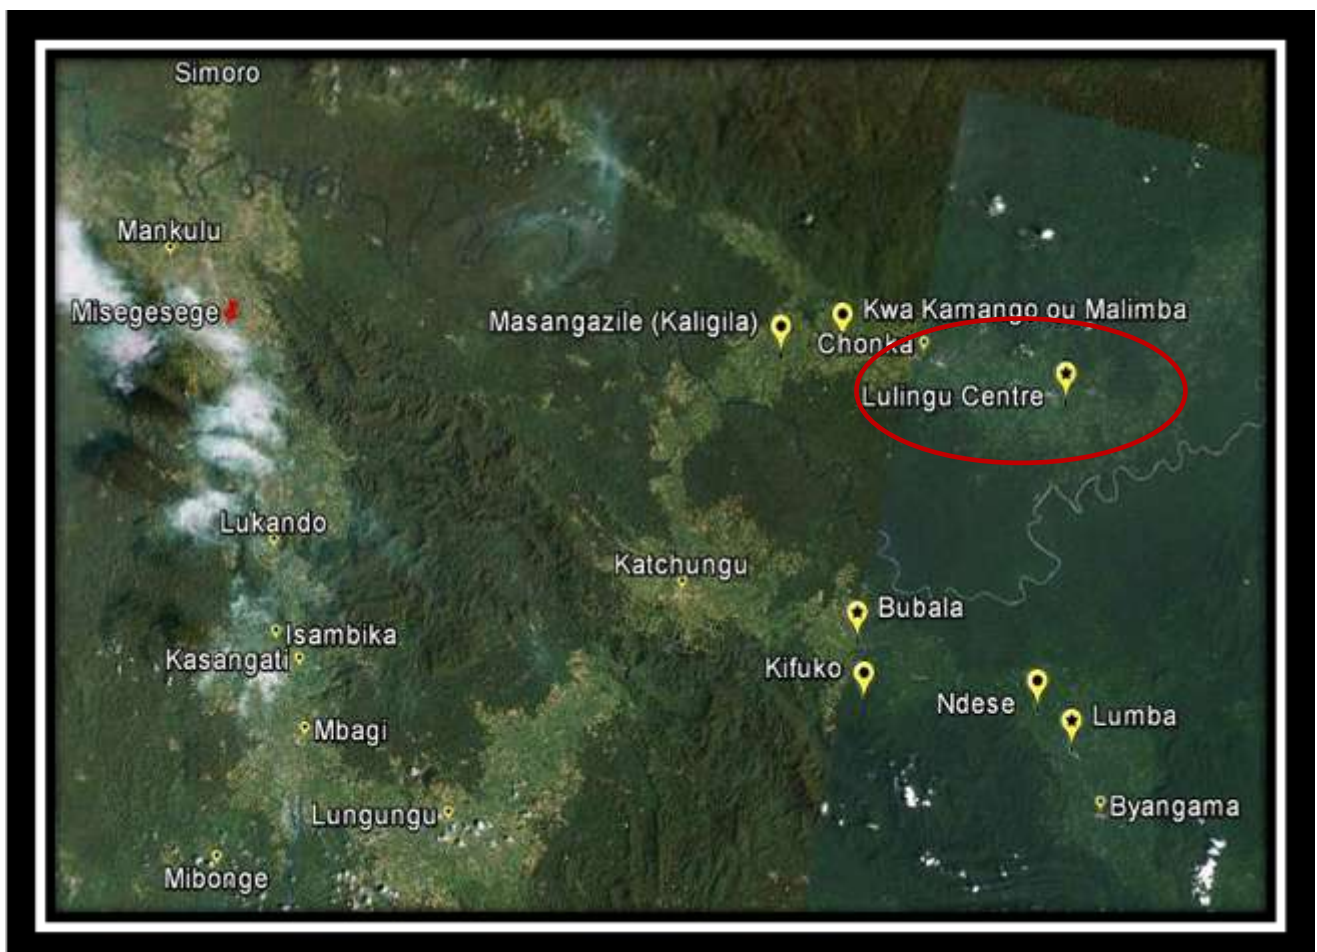 Simoro
Mankulu
Misegesege
Kwa Kamango ou Malimba
Masangazile (Kaligila)
Chonka
Lulingu Centre
Lukando
Katchungu
Bubala
Isambika
Kasangati
Kifuko
Ndese
Lumba
Mbagi
Byangama
Lungungu
Mibonge